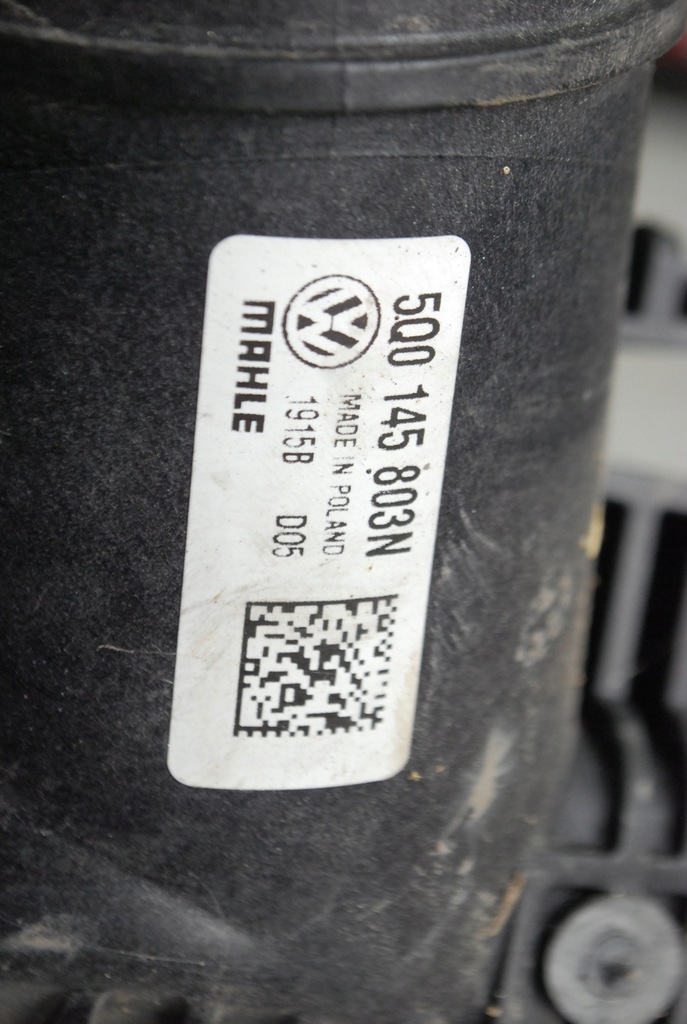 5Q0 145 803N
MADE IN POLAND
1915B D05
MAHLE